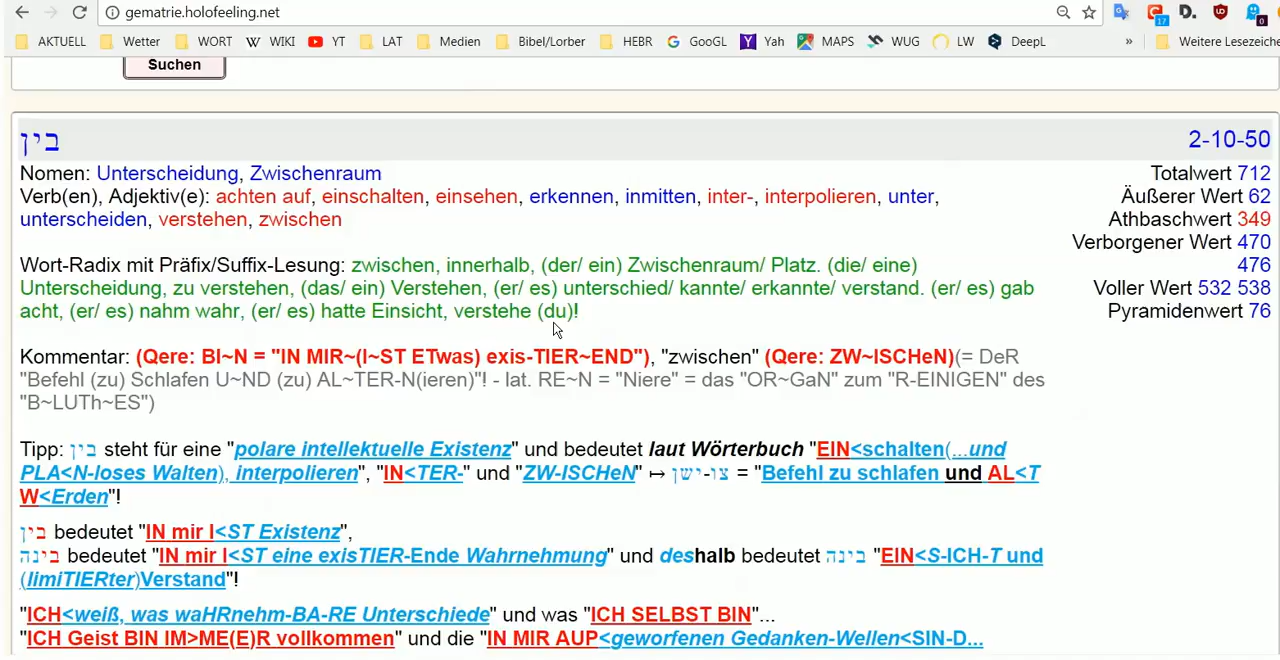 gematrie.holofeeling.net
17 D. 0
AKTUELL Wetter WORT W WIKI YT LAT Medien Bibel/Lorber HEBR G GooGL Y Yah MAPS WUG LW DeepL » Weitere Lesezeiche
Suchen
בין 2-10-50
Nomen: Unterscheidung, Zwischenraum Totalwert 712
Verb(en), Adjektiv(e): achten auf, einschalten, einsehen, erkennen, inmitten, inter-, interpolieren, unter, Äußerer Wert 62
unterscheiden, verstehen, zwischen Athbaschwert 349
Verborgener Wert 470
Wort-Radix mit Präfix/Suffix-Lesung: zwischen, innerhalb, (der/ ein) Zwischenraum/ Platz. (die/ eine) 476
Unterscheidung, zu verstehen, (das/ ein) Verstehen, (er/ es) unterschied/ kannte/ erkannte/ verstand. (er/ es) gab Voller Wert 532 538
acht, (er/ es) nahm wahr, (er/ es) hatte Einsicht, verstehe (du)! Pyramidenwert 76
Kommentar: (Qere: BI~N = "IN MIR~(I~ST ETwas) exis-TIER~END"), "zwischen" (Qere: ZW~ISCHeN)(= DeR
"Befehl (zu) Schlafen U~ND (zu) AL~TER-N(ieren)"! - lat. RE~N = "Niere" = das "OR~GaN" zum "R-EINIGEN" des
"B~LUTh~ES")
Tipp: בין steht für eine "polare intellektuelle Existenz" und bedeutet laut Wörterbuch "EIN<schalten(...und
PLA<N-loses Walten), interpolieren", "IN<TER-" und "ZW-ISCHeN" ↦ צו-ישן = "Befehl zu schlafen und AL<T
W<Erden"!
בין bedeutet "IN mir I<ST Existenz",
בינה bedeutet "IN mir I<ST eine exisTIER-Ende Wahrnehmung" und deshalb bedeutet בינה "EIN<S-ICH-T und
(limiTIERter)Verstand"!
"ICH<weiß, was waHRnehm-BA-RE Unterschiede" und was "ICH SELBST BIN"...
"ICH Geist BIN IM>ME(E)R vollkommen" und die "IN MIR AUP<geworfenen Gedanken-Wellen<SIN-D...